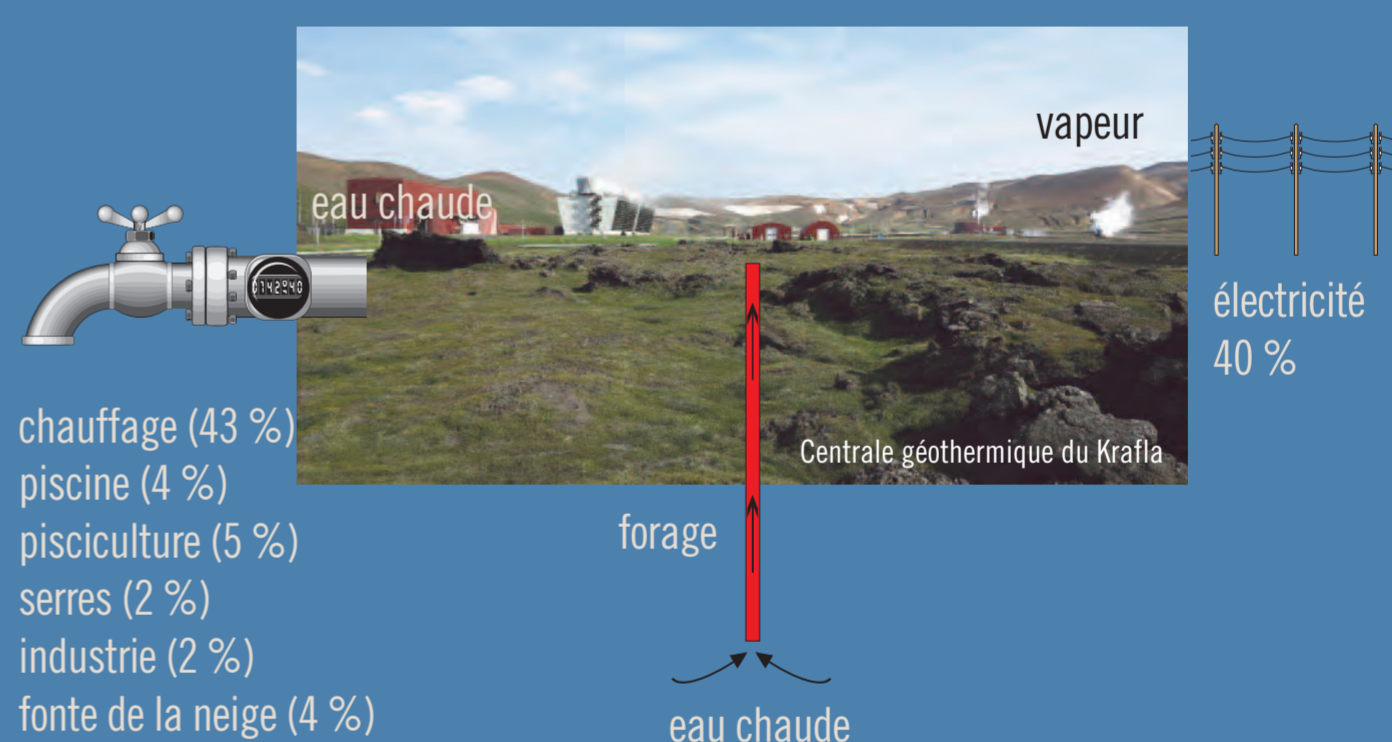 vapeur
eau chaude
électricité
40 %
chauffage (43 %)
piscine (4 %)
pisciculture (5 %)
serres (2 %)
industrie (2 %)
fonte de la neige (4 %)
Centrale géothermique du Krafla
forage
eau chaude